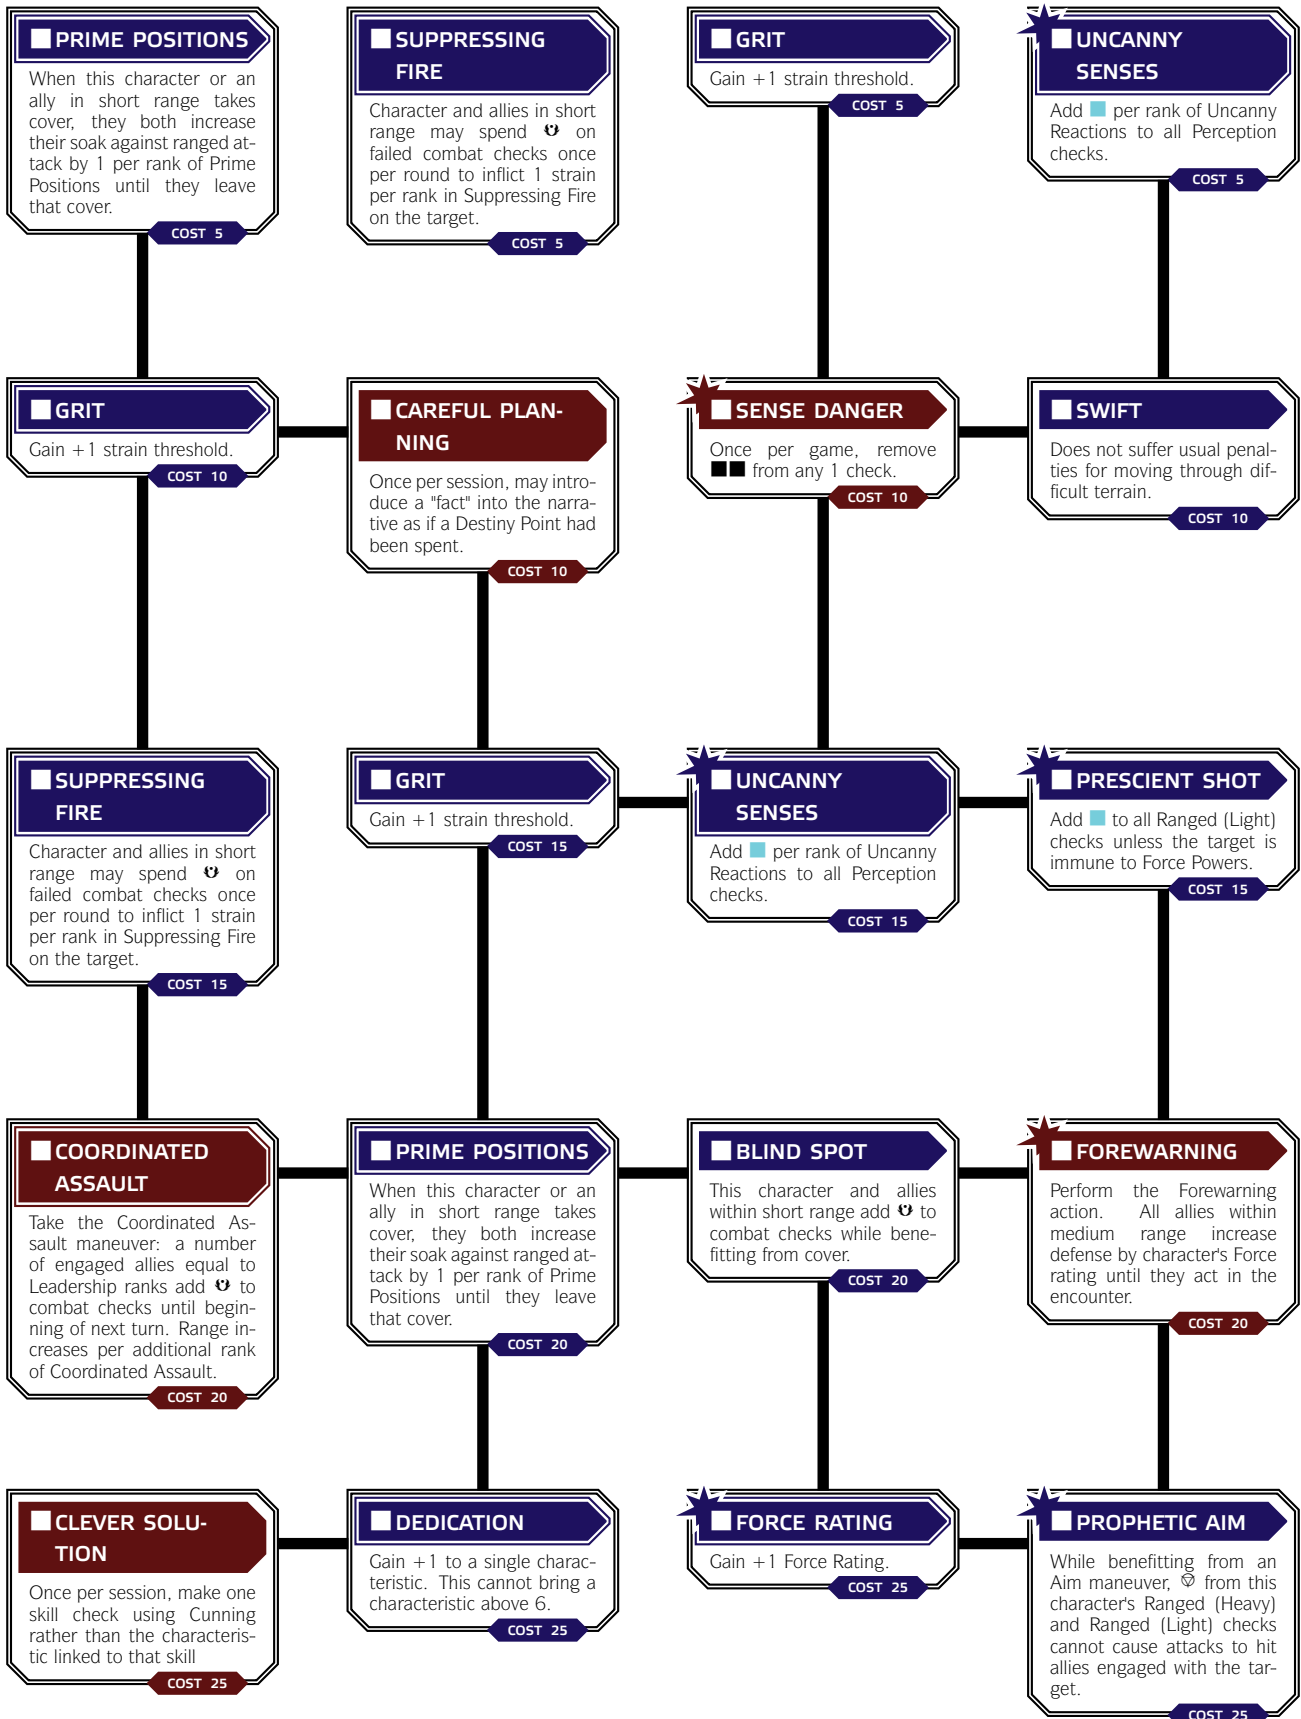 PRIME POSITIONS
When this character or an
ally in short range takes
cover, they both increase
their soak against ranged at-
tack by 1 per rank of Prime
Positions until they leave
that cover.
COST 5
SUPPRESSING
FIRE
Character and allies in short
range may spend on
failed combat checks once
per round to inflict 1 strain
per rank in Suppressing Fire
on the target.
COST 5
GRIT
Gain +1 strain threshold.
COST 5
UNCANNY
SENSES
Add per rank of Uncanny
Reactions to all Perception
checks.
COST 5
GRIT
Gain +1 strain threshold.
COST 10
CAREFUL PLAN-
NING
Once per session, may intro-
duce a "fact" into the narra-
tive as if a Destiny Point had
been spent.
COST 10
SENSE DANGER
Once per game, remove
from any 1 check.
COST 10
SWIFT
Does not suffer usual penal-
ties for moving through dif-
ficult terrain.
COST 10
SUPPRESSING
FIRE
Character and allies in short
range may spend on
failed combat checks once
per round to inflict 1 strain
per rank in Suppressing Fire
on the target.
COST 15
GRIT
Gain +1 strain threshold.
COST 15
UNCANNY
SENSES
Add per rank of Uncanny
Reactions to all Perception
checks.
COST 15
PRESCIENT SHOT
Add to all Ranged (Light)
checks unless the target is
immune to Force Powers.
COST 15
COORDINATED
ASSAULT
Take the Coordinated As-
sault maneuver: a number
of engaged allies equal to
Leadership ranks add to
combat checks until begin-
ning of next turn. Range in-
creases per additional rank
of Coordinated Assault.
COST 20
PRIME POSITIONS
When this character or an
ally in short range takes
cover, they both increase
their soak against ranged at-
tack by 1 per rank of Prime
Positions until they leave
that cover.
COST 20
BLIND SPOT
This character and allies
within short range add to
combat checks while bene-
fitting from cover.
COST 20
FOREWARNING
Perform the Forewarning
action. All allies within
medium range increase
defense by character's Force
rating until they act in the
encounter.
COST 20
CLEVER SOLU-
TION
Once per session, make one
skill check using Cunning
rather than the characteris-
tic linked to that skill
COST 25
DEDICATION
Gain +1 to a single charac-
teristic. This cannot bring a
characteristic above 6.
COST 25
FORCE RATING
Gain +1 Force Rating.
COST 25
PROPHETIC AIM
While benefitting from an
Aim maneuver, from this
character's Ranged (Heavy)
and Ranged (Light) checks
cannot cause attacks to hit
allies engaged with the tar-
get.
COST 25